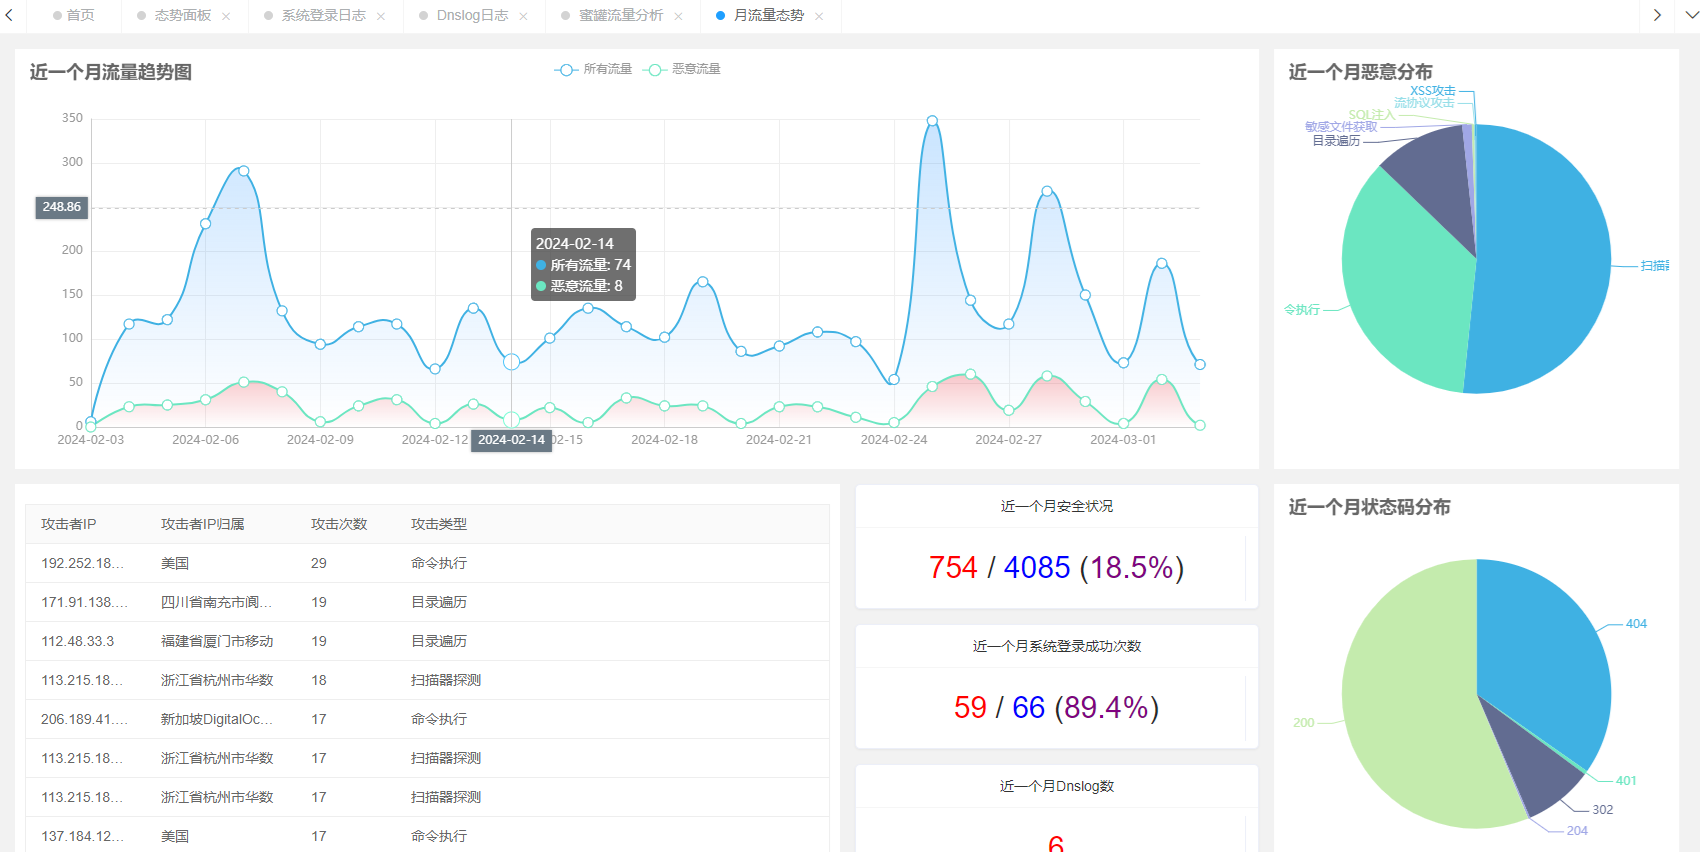 首页 态势面板 系统登录日志 Dnslog日志 蜜罐流量分析 月流量态势
近一个月流量趋势图
所有流量 恶意流量
350
300
248.86
200
150
100
50
0
2024-02-14
所有流量: 74
恶意流量: 8
2024-02-03 2024-02-06 2024-02-09 2024-02-12 2024-02-14 02-15 2024-02-18 2024-02-21 2024-02-24 2024-02-27 2024-03-01
近一个月恶意分布
XSS攻击
流协议攻击
SQL注入
敏感文件获取
目录遍历
扫描
令执行
攻击者IP 攻击者IP归属 攻击次数 攻击类型
192.252.18... 美国 29 命令执行
171.91.138.... 四川省南充市阆... 19 目录遍历
112.48.33.3 福建省厦门市移动 19 目录遍历
113.215.18... 浙江省杭州市华数 18 扫描器探测
206.189.41.... 新加坡DigitalOc... 17 命令执行
113.215.18... 浙江省杭州市华数 17 扫描器探测
113.215.18... 浙江省杭州市华数 17 扫描器探测
137.184.12... 美国 17 命令执行
近一个月安全状况
754 / 4085 (18.5%)
近一个月系统登录成功次数
59 / 66 (89.4%)
近一个月Dnslog数
6
近一个月状态码分布
404
200
401
302
204